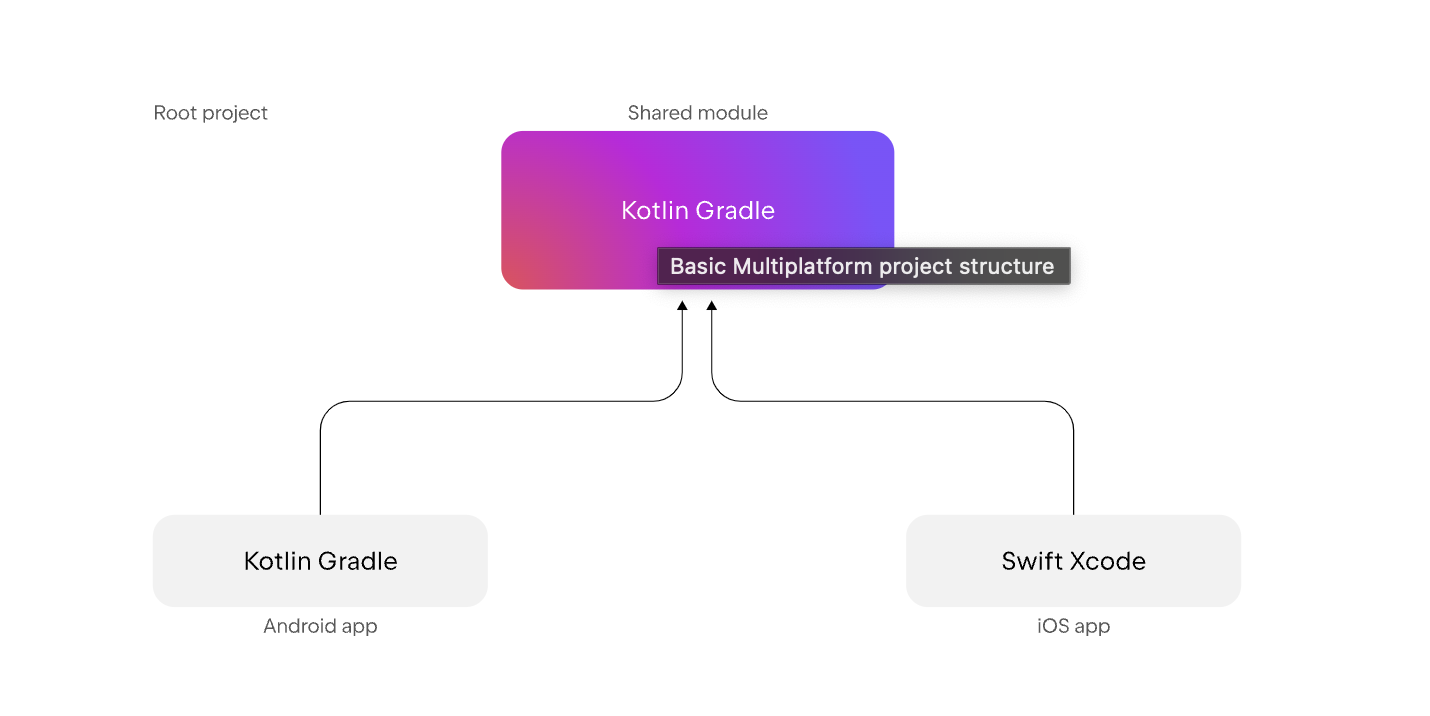 Root project
Shared module
Kotlin Gradle
Basic Multiplatform project structure
Kotlin Gradle
Swift Xcode
Android app
iOS app